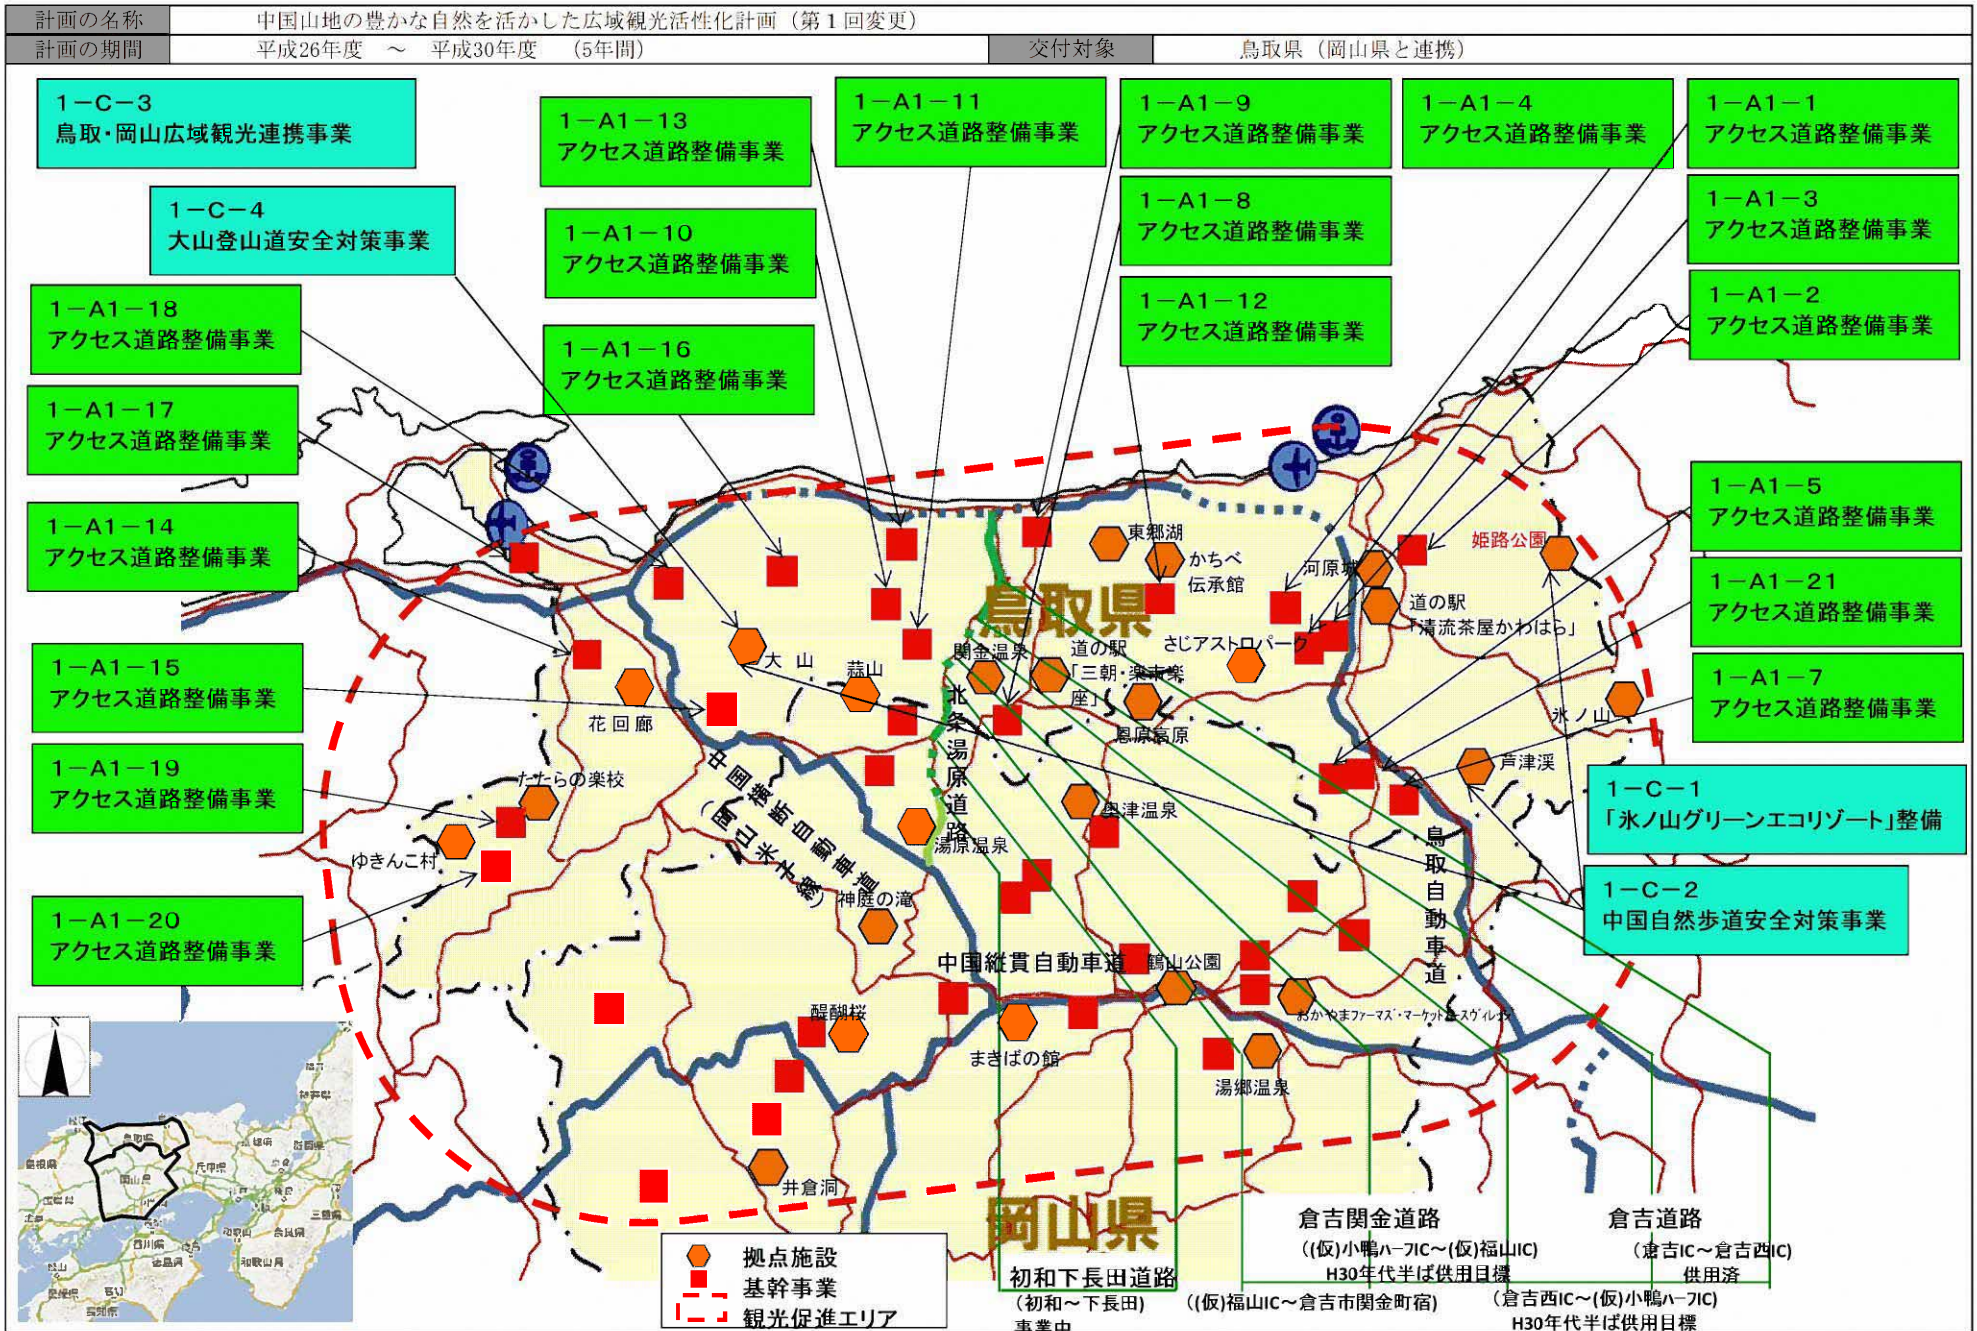 計画の名称
中国山地の豊かな自然を活かした広域観光活性化計画（第１回変更）
計画の期間
平成26年度　～　平成30年度　（5年間）
交付対象
鳥取県（岡山県と連携）
1－C－3
鳥取・岡山広域観光連携事業
1－C－4
大山登山道安全対策事業
1－A1－13
アクセス道路整備事業
1－A1－10
アクセス道路整備事業
1－A1－16
アクセス道路整備事業
1－A1－11
アクセス道路整備事業
1－A1－9
アクセス道路整備事業
1－A1－8
アクセス道路整備事業
1－A1－12
アクセス道路整備事業
1－A1－4
アクセス道路整備事業
1－A1－1
アクセス道路整備事業
1－A1－3
アクセス道路整備事業
1－A1－2
アクセス道路整備事業
1－A1－18
アクセス道路整備事業
1－A1－17
アクセス道路整備事業
1－A1－14
アクセス道路整備事業
1－A1－15
アクセス道路整備事業
1－A1－19
アクセス道路整備事業
1－A1－20
アクセス道路整備事業
1－A1－5
アクセス道路整備事業
1－A1－21
アクセス道路整備事業
1－A1－7
アクセス道路整備事業
1－C－1
「氷ノ山グリーンエコリゾート」整備
1－C－2
中国自然歩道安全対策事業
東郷湖
かちべ
伝承館
河原城
姫路公園
道の駅
「清流茶屋かわはら」
鳥取県
関金温泉
道の駅
「三朝・楽市楽
座」
さじアストロパーク
大 山
蒜山
花回廊
恩原高原
氷ノ山
芦津渓
たたらの楽校
ゆきんこ村
奥津温泉
湯原温泉
神庭の滝
北条湯原道路
中国横断自動車道
（岡山米子線）
鳥取自動車道
中国縦貫自動車道
鶴山公園
醍醐桜
まきばの館
湯郷温泉
井倉洞
岡山県
N
拠点施設
基幹事業
観光促進エリア
初和下長田道路
（初和～下長田）
事業中
倉吉関金道路
（(仮)小鴨ハーフIC～(仮)福山IC）
H30年代半ば供用目標
（(仮)福山IC～倉吉市関金町宿）
倉吉道路
（倉吉IC～倉吉西IC）
供用済
（倉吉西IC～(仮)小鴨ハーフIC）
H30年代半ば供用目標